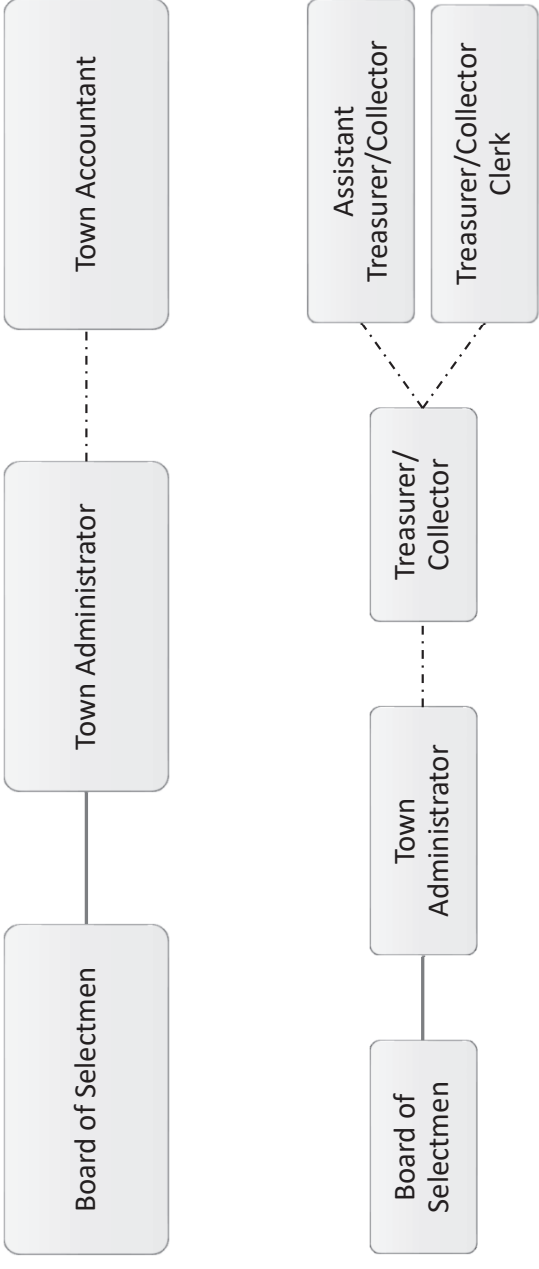 Board of Selectmen
Town Administrator
Town Accountant
Board of
Selectmen
Town
Administrator
Treasurer/
Collector
Assistant
Treasurer/Collector
Treasurer/Collector
Clerk